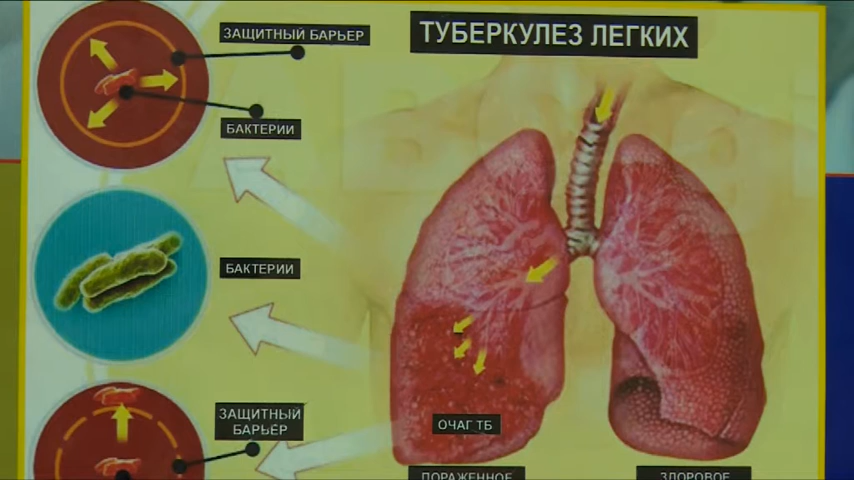 ЗАЩИТНЫЙ БАРЬЕР
ТУБЕРКУЛЕЗ ЛЕГКИХ
БАКТЕРИИ
БАКТЕРИИ
ЗАЩИТНЫЙ
БАРЬЕР
ОЧАГ ТБ
ПОРАЖЕННОЕ
ЗДОРОВОЕ